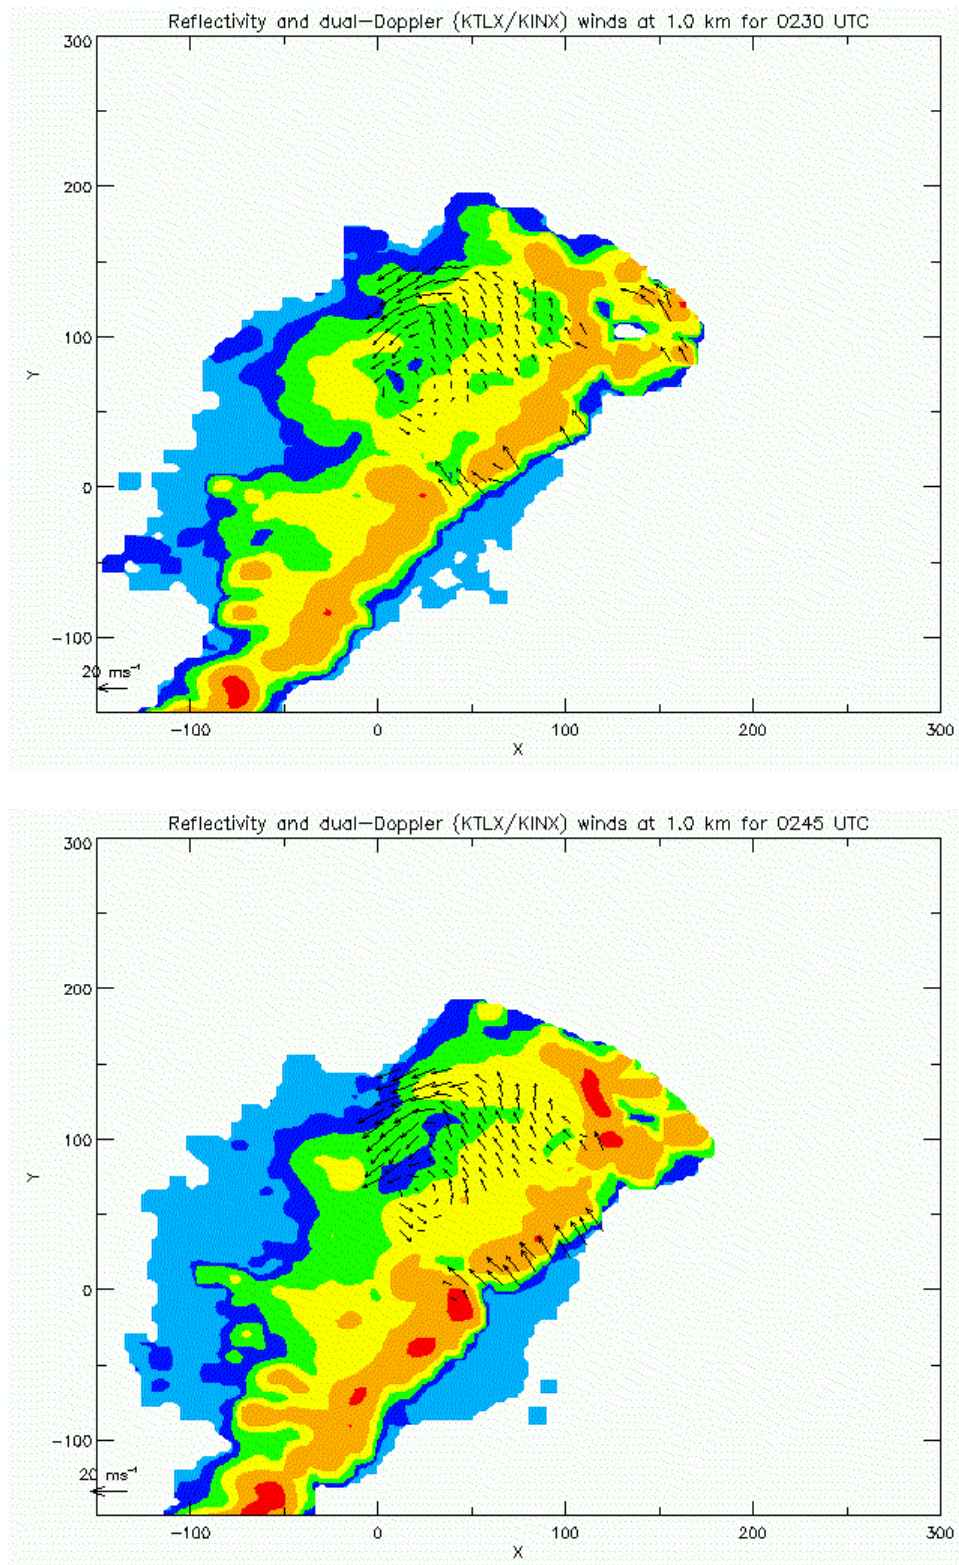 Reflectivity and dual-Doppler (KTLX/KINX) winds at 1.0 km for 0230 UTC
300
200
100
Y
0
-100
20 ms-1
-100 0 100 200 300
X
Reflectivity and dual-Doppler (KTLX/KINX) winds at 1.0 km for 0245 UTC
300
200
100
Y
0
-100
20 ms-1
-100 0 100 200 300
X